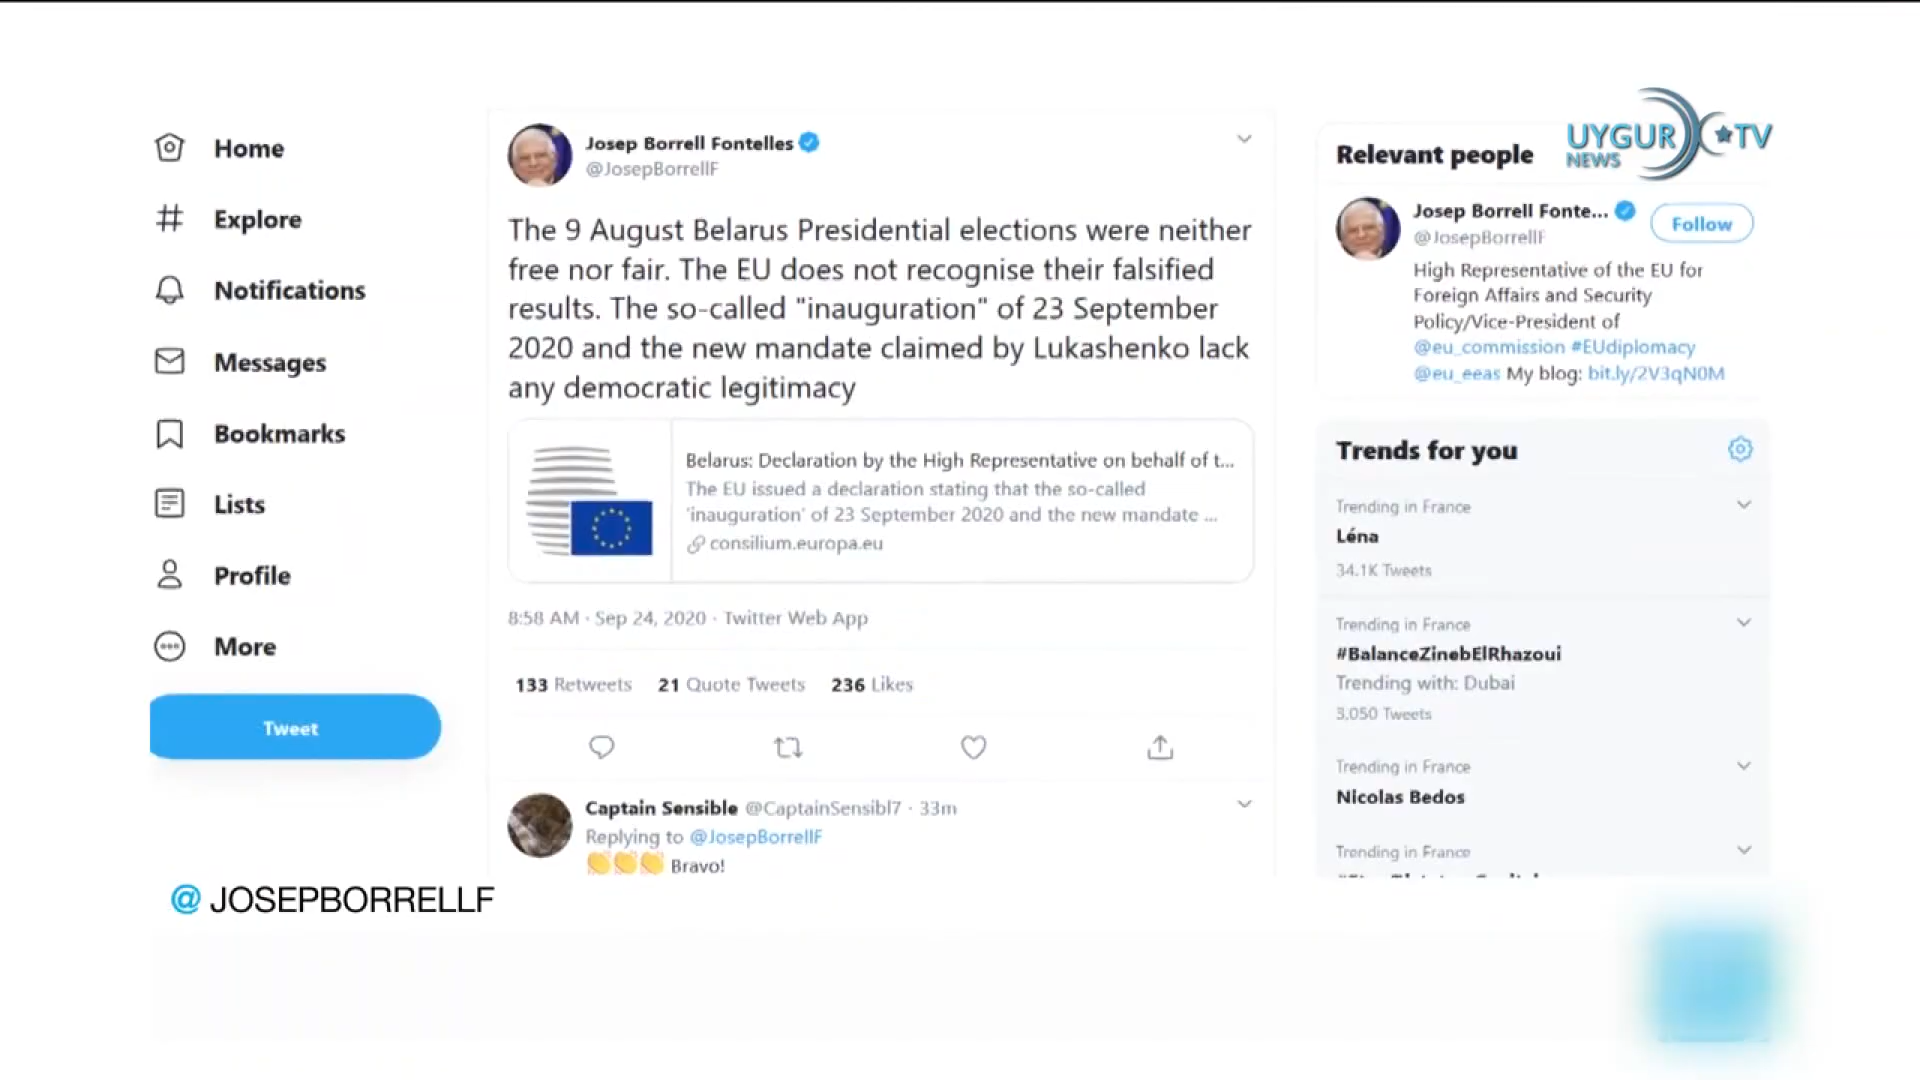 Home
Explore
Notifications
Messages
Bookmarks
Lists
Profile
More
Tweet
Josep Borrell Fontelles
@JosepBorrellF
The 9 August Belarus Presidential elections were neither
free nor fair. The EU does not recognise their falsified
results. The so-called "inauguration" of 23 September
2020 and the new mandate claimed by Lukashenko lack
any democratic legitimacy
Belarus: Declaration by the High Representative on behalf of t...
The EU issued a declaration stating that the so-called
'inauguration' of 23 September 2020 and the new mandate ...
consilium.europa.eu
8:58 AM · Sep 24, 2020 · Twitter Web App
133 Retweets 21 Quote Tweets 236 Likes
Captain Sensible @CaptainSensibl7 · 33m
Replying to @JosepBorrellF
👏👏👏 Bravo!
Relevant people
UYGUR TV
NEWS
Josep Borrell Fonte...
@JosepBorrellF
Follow
High Representative of the EU for
Foreign Affairs and Security
Policy/Vice-President of
@eu_commission #EUdiplomacy
@eu_eeas My blog: bit.ly/2V3qN0M
Trends for you
Trending in France
Léna
34.1K Tweets
Trending in France
#BalanceZinebElRhazoui
Trending with: Dubai
3,050 Tweets
Trending in France
Nicolas Bedos
Trending in France
@ JOSEPBORRELLF